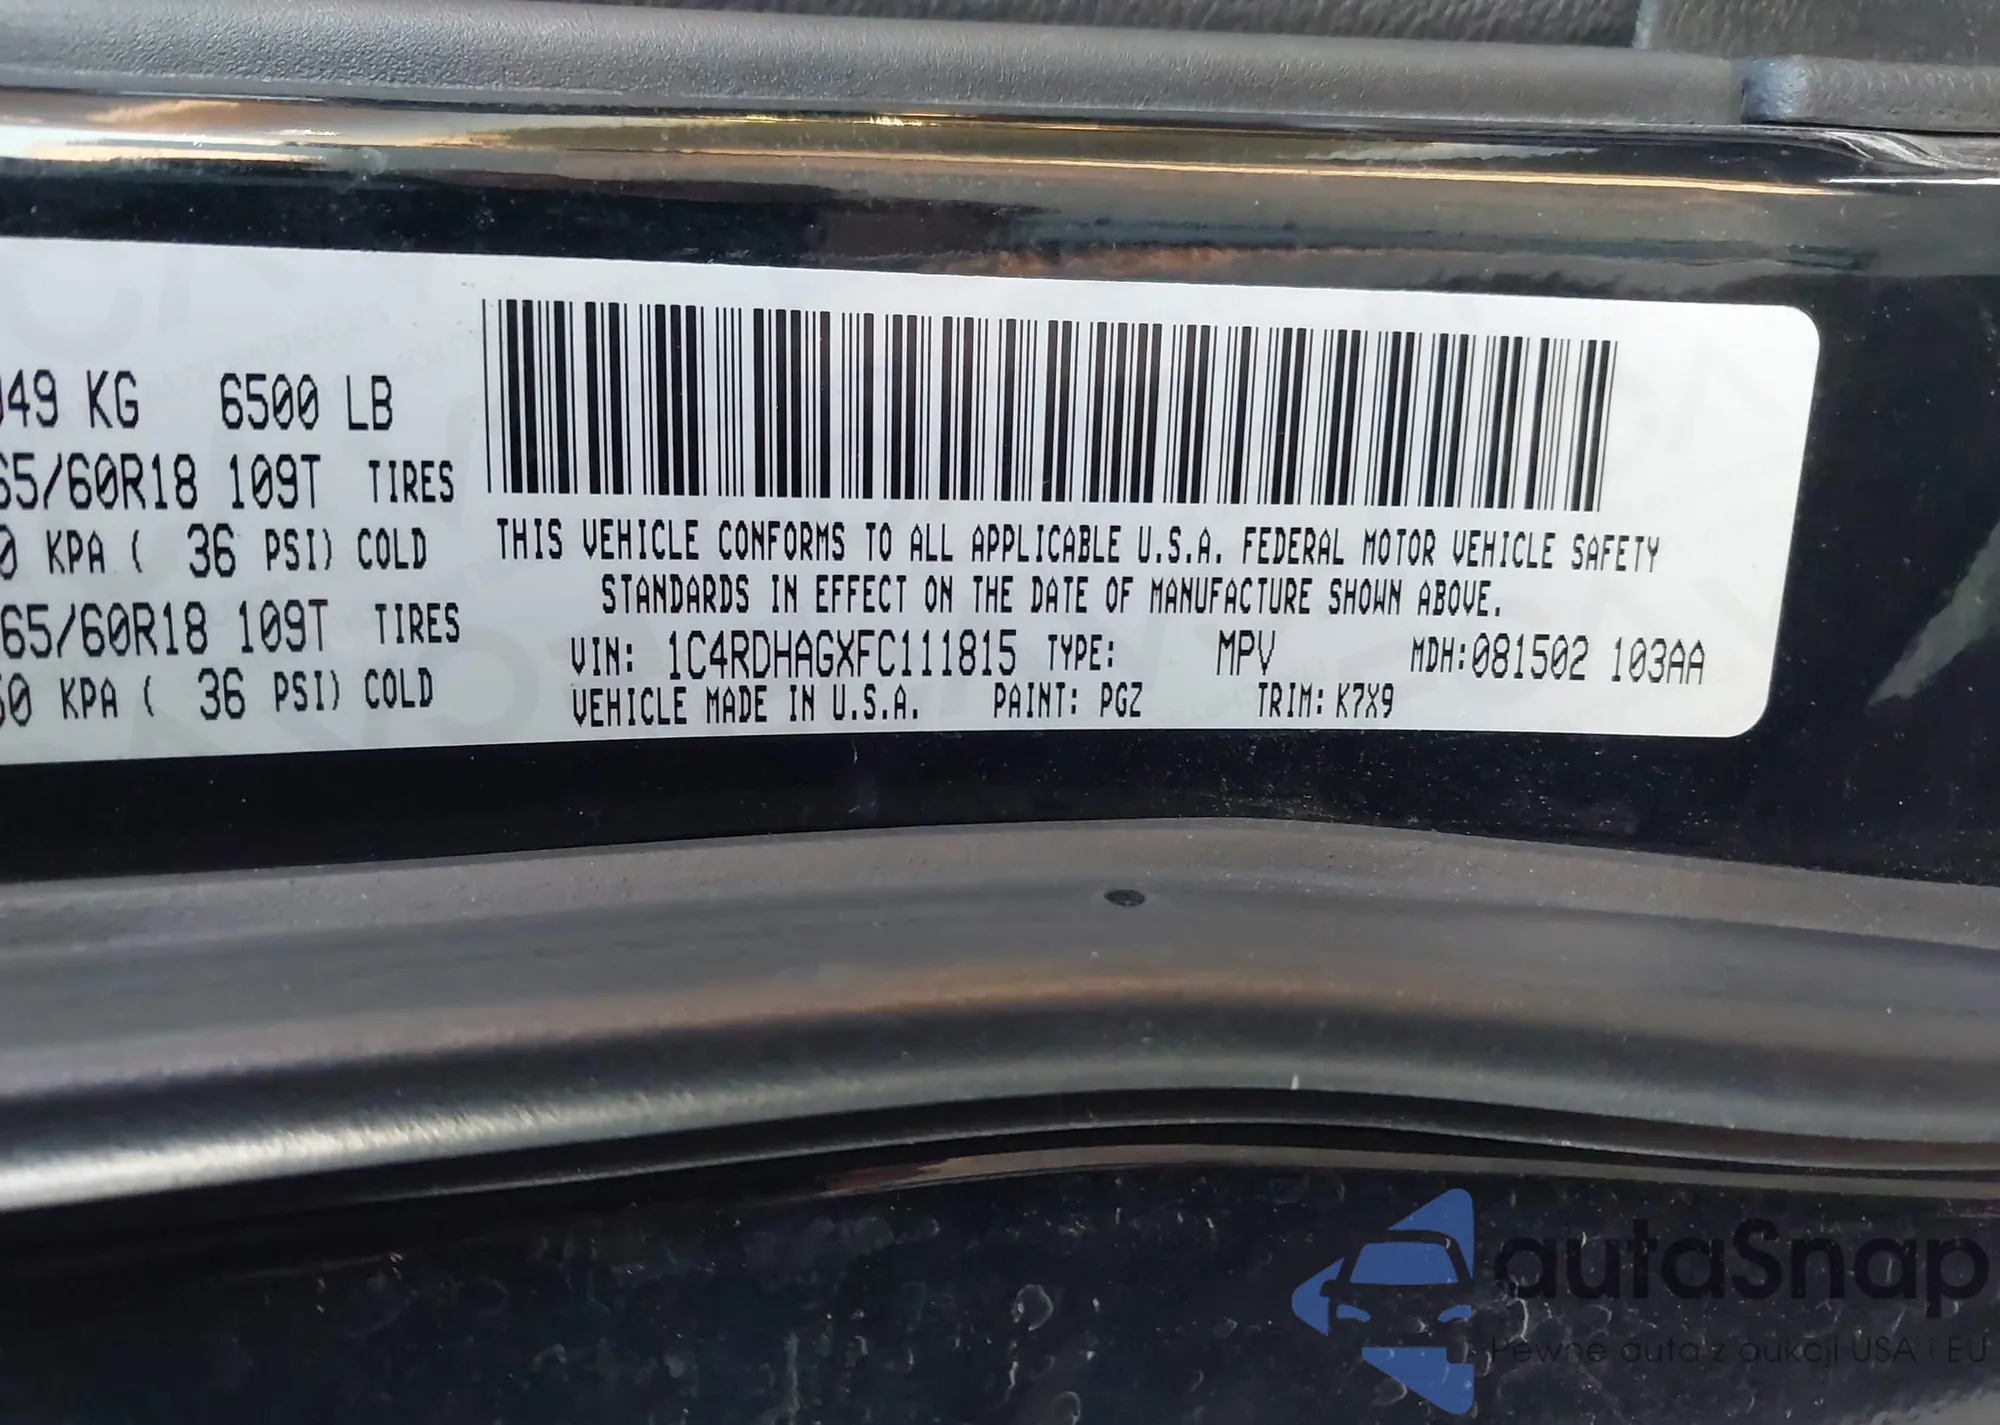 49 KG 6500 LB
65/60R18 109T TIRES
0 KPA ( 36 PSI) COLD
65/60R18 109T TIRES
50 KPA ( 36 PSI) COLD
THIS VEHICLE CONFORMS TO ALL APPLICABLE U.S.A. FEDERAL MOTOR VEHICLE SAFETY
STANDARDS IN EFFECT ON THE DATE OF MANUFACTURE SHOWN ABOVE.
VIN: 1C4RDHAGXFC111815 TYPE: MPV MDH:081502 103AA
VEHICLE MADE IN U.S.A. PAINT: PGZ TRIM: K7X9
autaSnap
Pewne auta z aukcji USA i EU